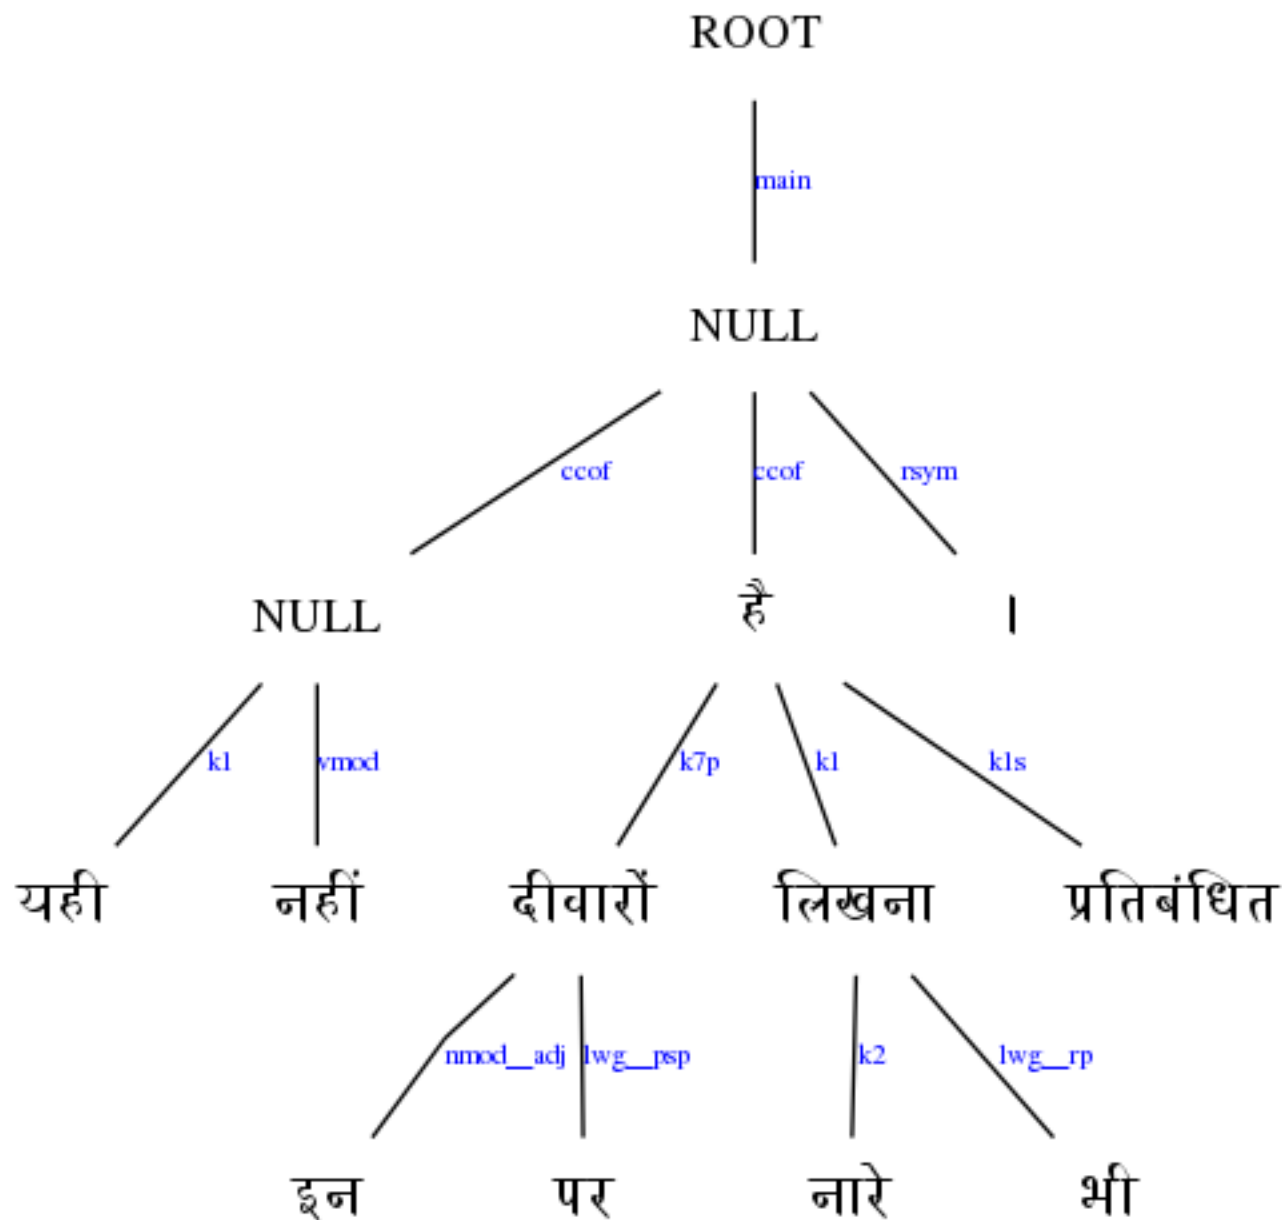 ROOT
main
NULL
ccof ccof rsym
NULL है ।
k1 vmod k7p k1 k1s
यही नहीं दीवारों लिखना प्रतिबंधित
nmod__adj lwg__psp k2 lwg__rp
इन पर नारे भी